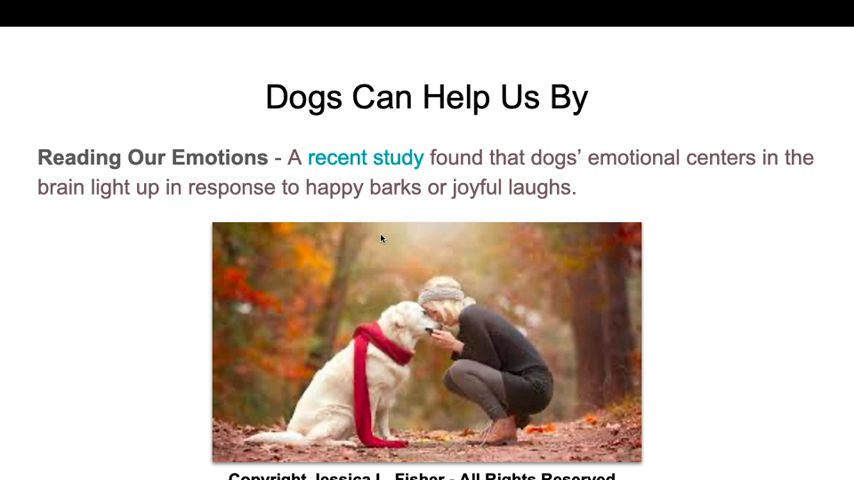 Dogs Can Help Us By
Reading Our Emotions - A recent study found that dogs’ emotional centers in the
brain light up in response to happy barks or joyful laughs.
Copyright Jessica L. Fisher - All Rights Reserved